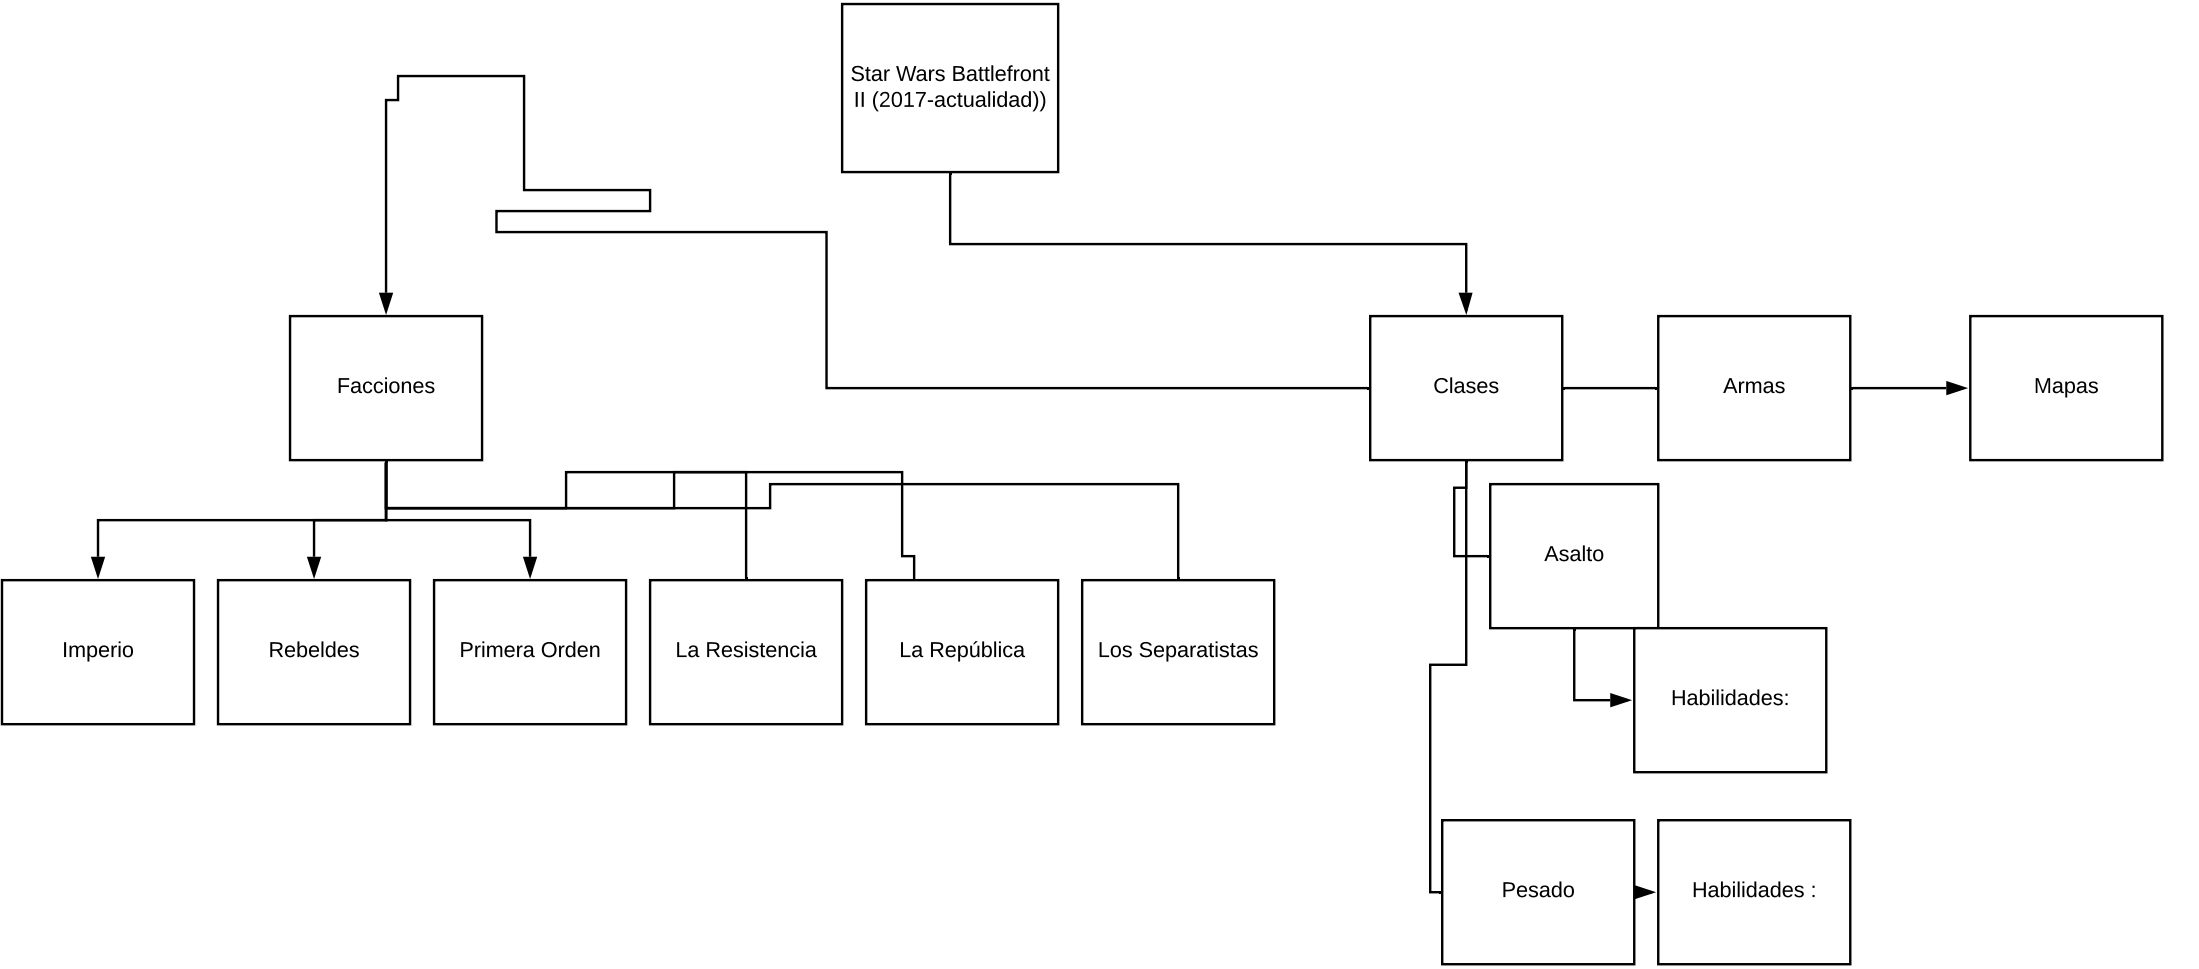 Star Wars Battlefront
II (2017-actualidad))
Facciones
Clases
Armas
Mapas
Asalto
Imperio
Rebeldes
Primera Orden
La Resistencia
La República
Los Separatistas
Habilidades:
Pesado
Habilidades :